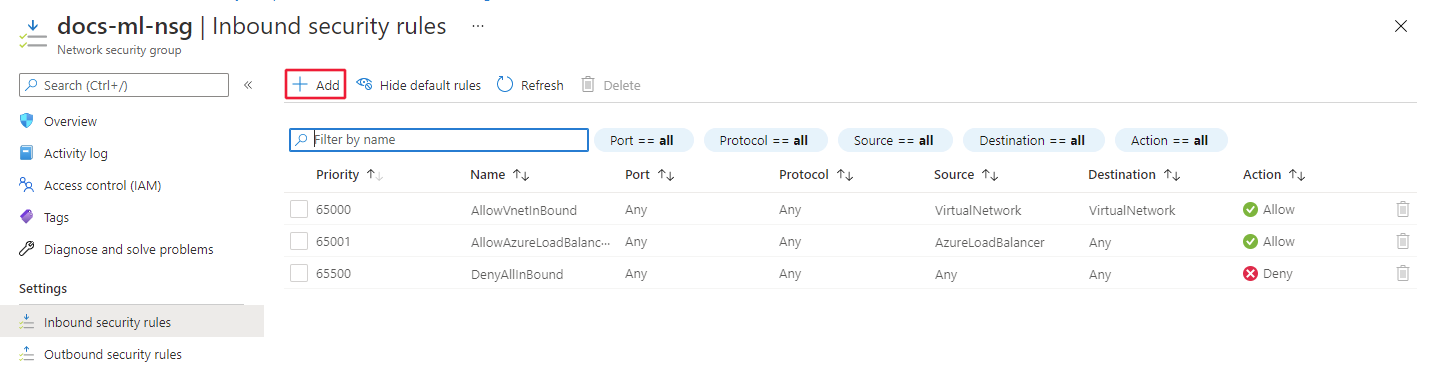 docs-ml-nsg | Inbound security rules ···
Network security group
Search (Ctrl+/) «
Add Hide default rules Refresh Delete
Overview
Activity log
Access control (IAM)
Tags
Diagnose and solve problems
Settings
Inbound security rules
Outbound security rules
Filter by name Port == all Protocol == all Source == all Destination == all Action == all
Priority Name Port Protocol Source Destination Action
65000 AllowVnetInBound Any Any VirtualNetwork VirtualNetwork Allow
65001 AllowAzureLoadBalanc··· Any Any AzureLoadBalancer Any Allow
65500 DenyAllInBound Any Any Any Any Deny